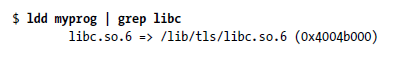 $ ldd myprog | grep libc
libc.so.6 => /lib/tls/libc.so.6 (0x4004b000)